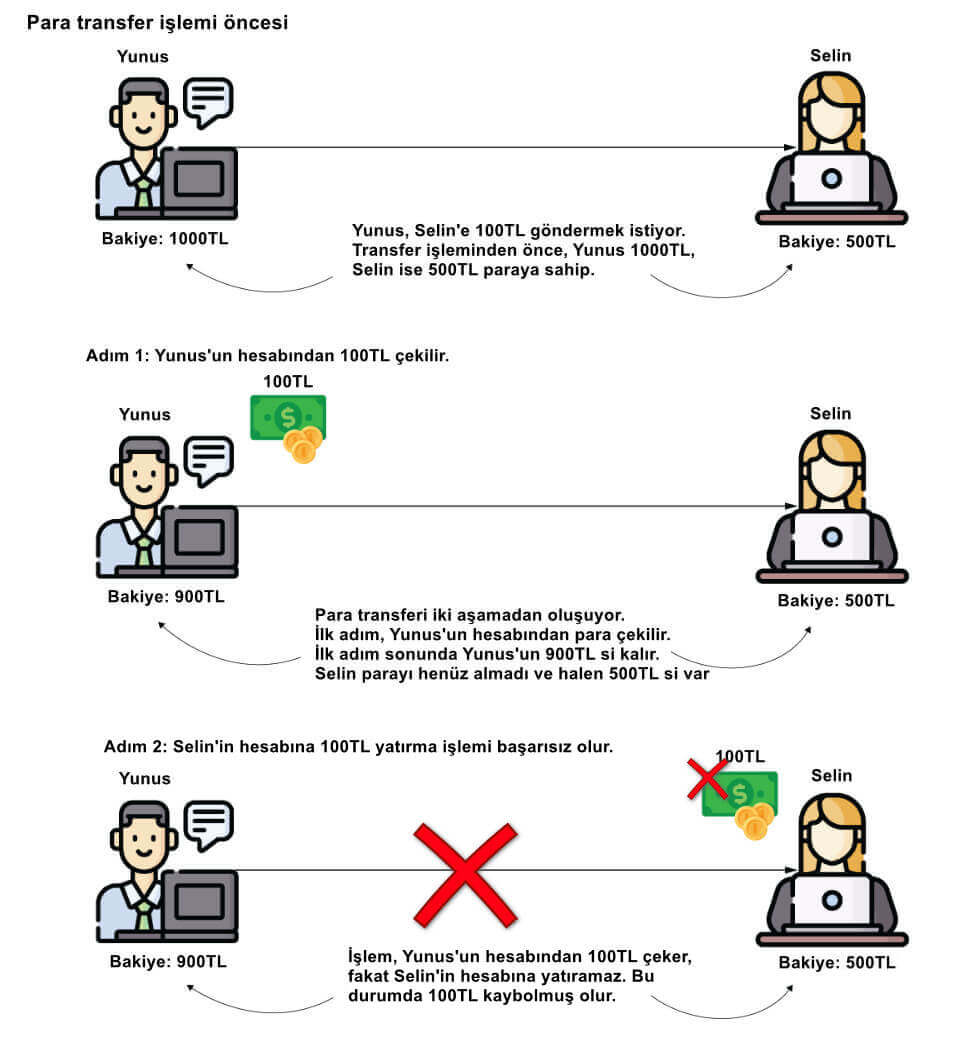 Para transfer işlemi öncesi
Yunus
Selin
Bakiye: 1000TL
Bakiye: 500TL
Yunus, Selin'e 100TL göndermek istiyor.
Transfer işleminden önce, Yunus 1000TL,
Selin ise 500TL paraya sahip.
Adım 1: Yunus'un hesabından 100TL çekilir.
100TL
Yunus
Selin
Bakiye: 900TL
Bakiye: 500TL
Para transferi iki aşamadan oluşuyor.
İlk adım, Yunus'un hesabından para çekilir.
İlk adım sonunda Yunus'un 900TL si kalır.
Selin parayı henüz almadı ve halen 500TL si var
Adım 2: Selin'in hesabına 100TL yatırma işlemi başarısız olur.
100TL
Yunus
Selin
Bakiye: 900TL
Bakiye: 500TL
İşlem, Yunus'un hesabından 100TL çeker,
fakat Selin'in hesabına yatıramaz. Bu
durumda 100TL kaybolmuş olur.